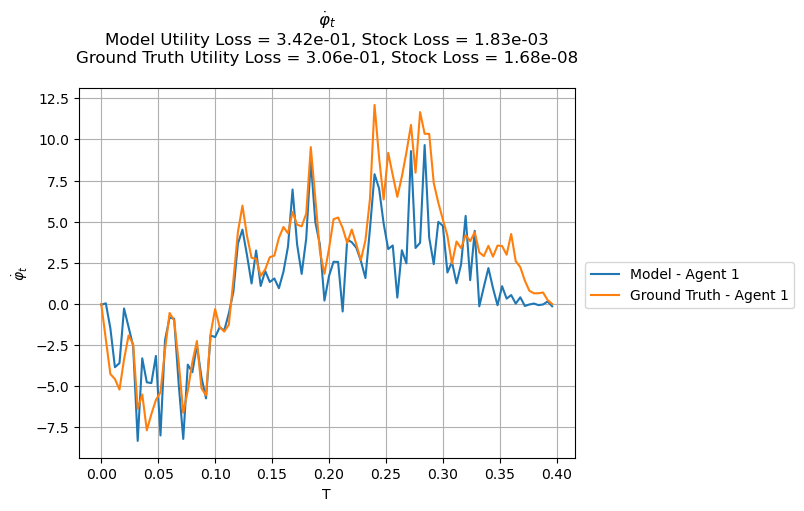 φ̇ₜ
Model Utility Loss = 3.42e-01, Stock Loss = 1.83e-03
Ground Truth Utility Loss = 3.06e-01, Stock Loss = 1.68e-08
12.5
10.0
7.5
5.0
2.5
0.0
−2.5
−5.0
−7.5
φ̇ₜ
0.00 0.05 0.10 0.15 0.20 0.25 0.30 0.35 0.40
T
Model - Agent 1
Ground Truth - Agent 1